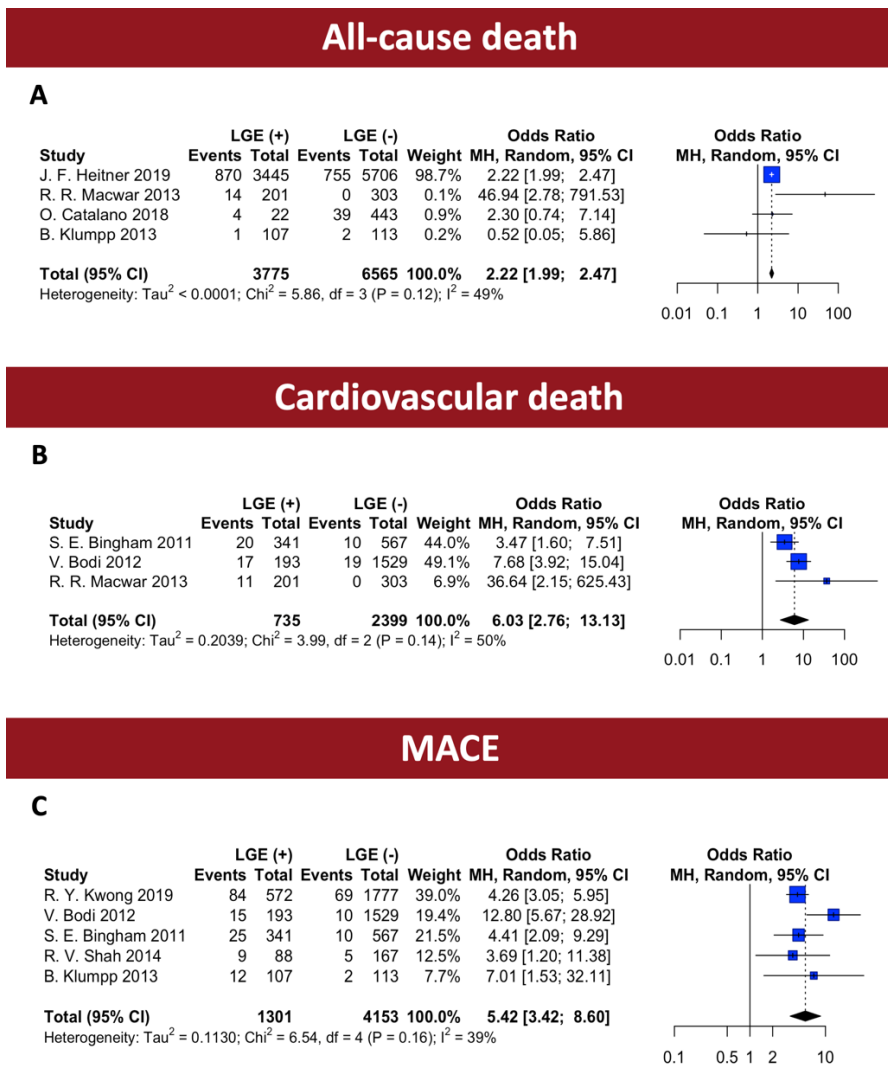 All-cause death
A
LGE (+) LGE (-) Odds Ratio Odds Ratio
Study Events Total Events Total Weight MH, Random, 95% CI MH, Random, 95% CI
J. F. Heitner 2019 870 3445 755 5706 98.7% 2.22 [1.99; 2.47]
R. R. Macwar 2013 14 201 0 303 0.1% 46.94 [2.78; 791.53]
O. Catalano 2018 4 22 39 443 0.9% 2.30 [0.74; 7.14]
B. Klumpp 2013 1 107 2 113 0.2% 0.52 [0.05; 5.86]
Total (95% CI) 3775 6565 100.0% 2.22 [1.99; 2.47]
Heterogeneity: Tau² < 0.0001; Chi² = 5.86, df = 3 (P = 0.12); I² = 49%
0.01 0.1 1 10 100
Cardiovascular death
B
LGE (+) LGE (-) Odds Ratio Odds Ratio
Study Events Total Events Total Weight MH, Random, 95% CI MH, Random, 95% CI
S. E. Bingham 2011 20 341 10 567 44.0% 3.47 [1.60; 7.51]
V. Bodi 2012 17 193 19 1529 49.1% 7.68 [3.92; 15.04]
R. R. Macwar 2013 11 201 0 303 6.9% 36.64 [2.15; 625.43]
Total (95% CI) 735 2399 100.0% 6.03 [2.76; 13.13]
Heterogeneity: Tau² = 0.2039; Chi² = 3.99, df = 2 (P = 0.14); I² = 50%
0.01 0.1 1 10 100
MACE
C
LGE (+) LGE (-) Odds Ratio Odds Ratio
Study Events Total Events Total Weight MH, Random, 95% CI MH, Random, 95% CI
R. Y. Kwong 2019 84 572 69 1777 39.0% 4.26 [3.05; 5.95]
V. Bodi 2012 15 193 10 1529 19.4% 12.80 [5.67; 28.92]
S. E. Bingham 2011 25 341 10 567 21.5% 4.41 [2.09; 9.29]
R. V. Shah 2014 9 88 5 167 12.5% 3.69 [1.20; 11.38]
B. Klumpp 2013 12 107 2 113 7.7% 7.01 [1.53; 32.11]
Total (95% CI) 1301 4153 100.0% 5.42 [3.42; 8.60]
Heterogeneity: Tau² = 0.1130; Chi² = 6.54, df = 4 (P = 0.16); I² = 39%
0.1 0.5 1 2 10